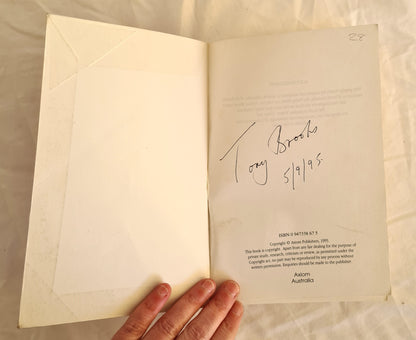 28
Tony Brooks
5/9/95.
ISBN 0 947338 67 5
Copyright © Axiom Publishers, 1995.
This book is copyright. Apart from any fair dealing for the purpose of
private study, research, criticism or review, as permitted under the
Copyright act, no part may be reproduced by any process without
written permission. Enquiries should be made to the publisher.
Axiom
Australia